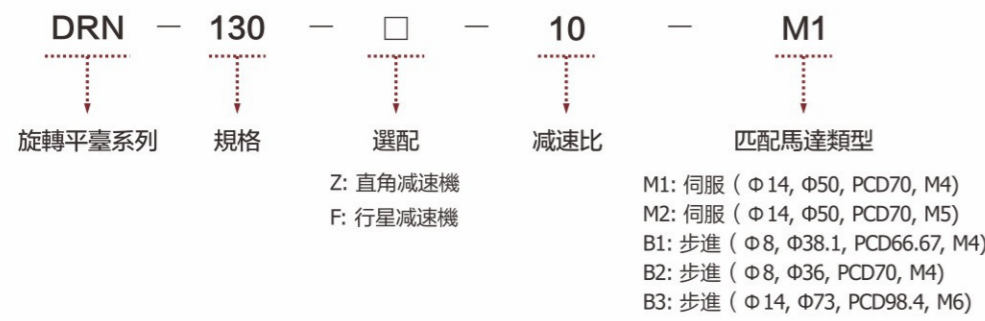 DRN － 130 － □ － 10 － M1
旋轉平臺系列 規格 選配 减速比 匹配馬達類型
Z: 直角减速機
F: 行星减速機
M1: 伺服（Φ14, Φ50, PCD70, M4)
M2: 伺服（Φ14, Φ50, PCD70, M5)
B1: 步進（Φ8, Φ38.1, PCD66.67, M4)
B2: 步進（Φ8, Φ36, PCD70, M4)
B3: 步進（Φ14, Φ73, PCD98.4, M6)